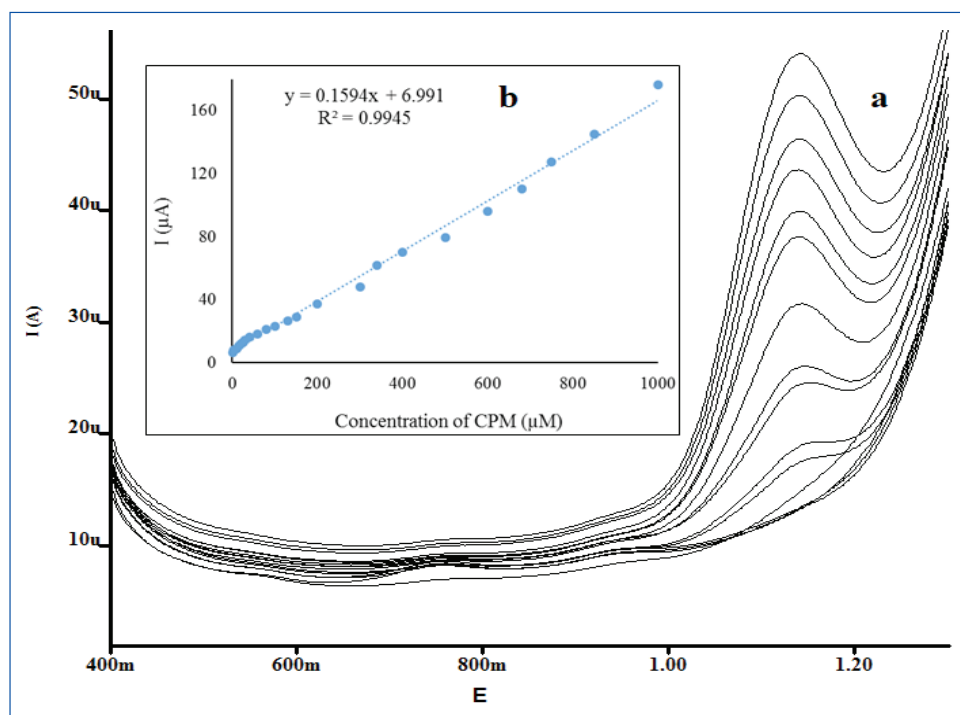 50u
40u
30u
20u
10u
I (A)
400m
600m
800m
1.00
1.20
E
a
b
y = 0.1594x + 6.991
R² = 0.9945
160
120
80
40
0
I (µA)
0
200
400
600
800
1000
Concentration of CPM (µM)